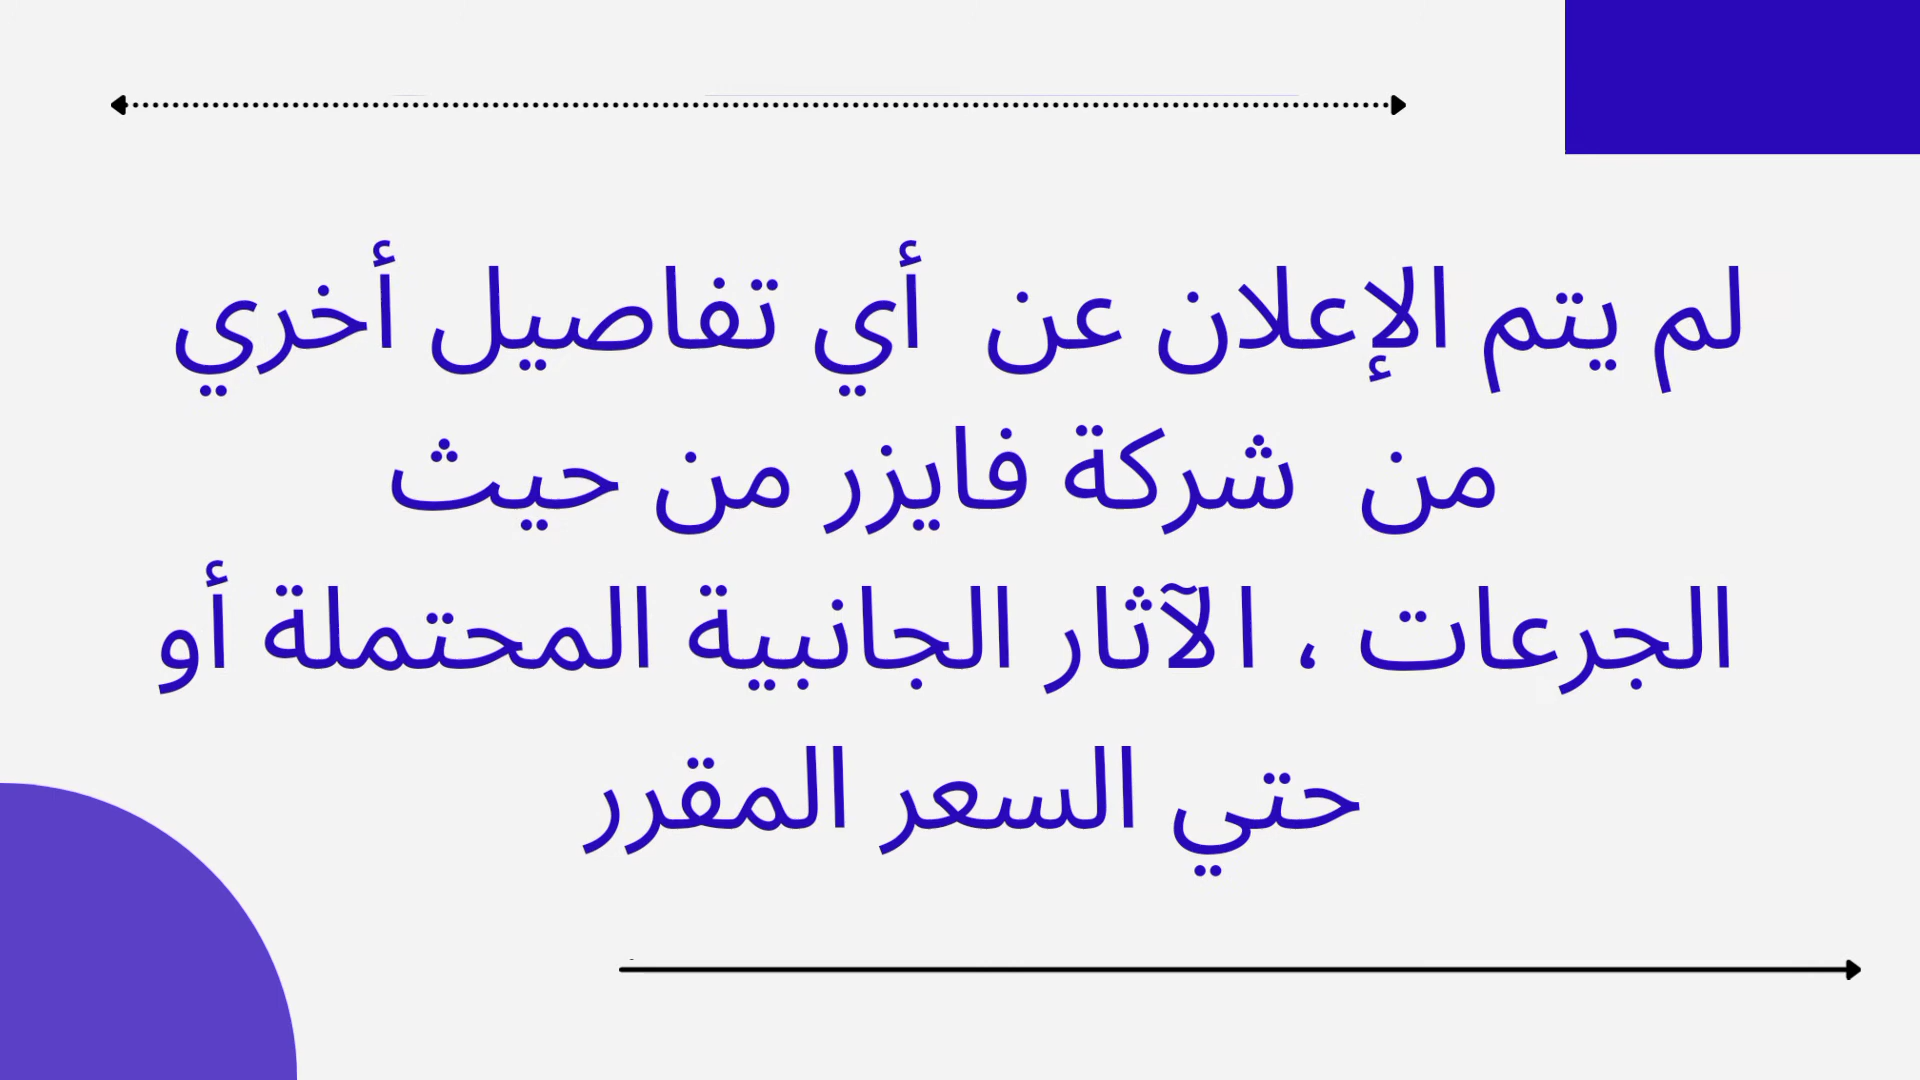 لم يتم الإعلان عن أي تفاصيل أخري
من شركة فايزر من حيث
الجرعات ، الآثار الجانبية المحتملة أو
حتي السعر المقرر